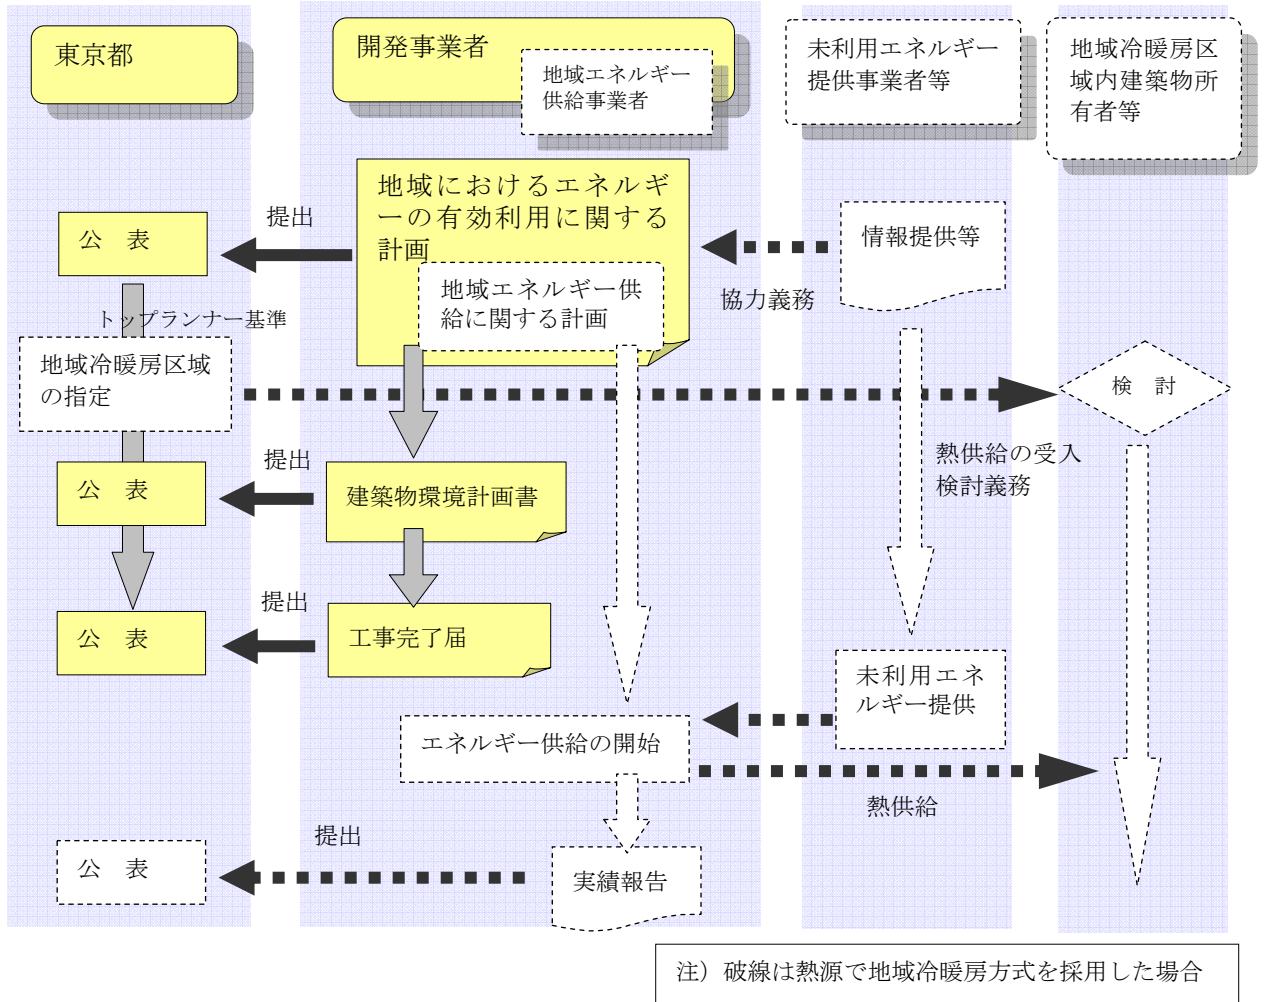 東京都
開発事業者
地域エネルギー
供給事業者
未利用エネルギー
提供事業者等
地域冷暖房区
域内建築物所
有者等
地域におけるエネルギ
ーの有効利用に関する
計画
提出
公　表
情報提供等
協力義務
地域エネルギー供
給に関する計画
トップランナー基準
地域冷暖房区域
の指定
検　討
熱供給の受入
検討義務
提出
公　表
建築物環境計画書
提出
公　表
工事完了届
未利用エネ
ルギー提供
エネルギー供給の開始
熱供給
提出
公　表
実績報告
注）破線は熱源で地域冷暖房方式を採用した場合